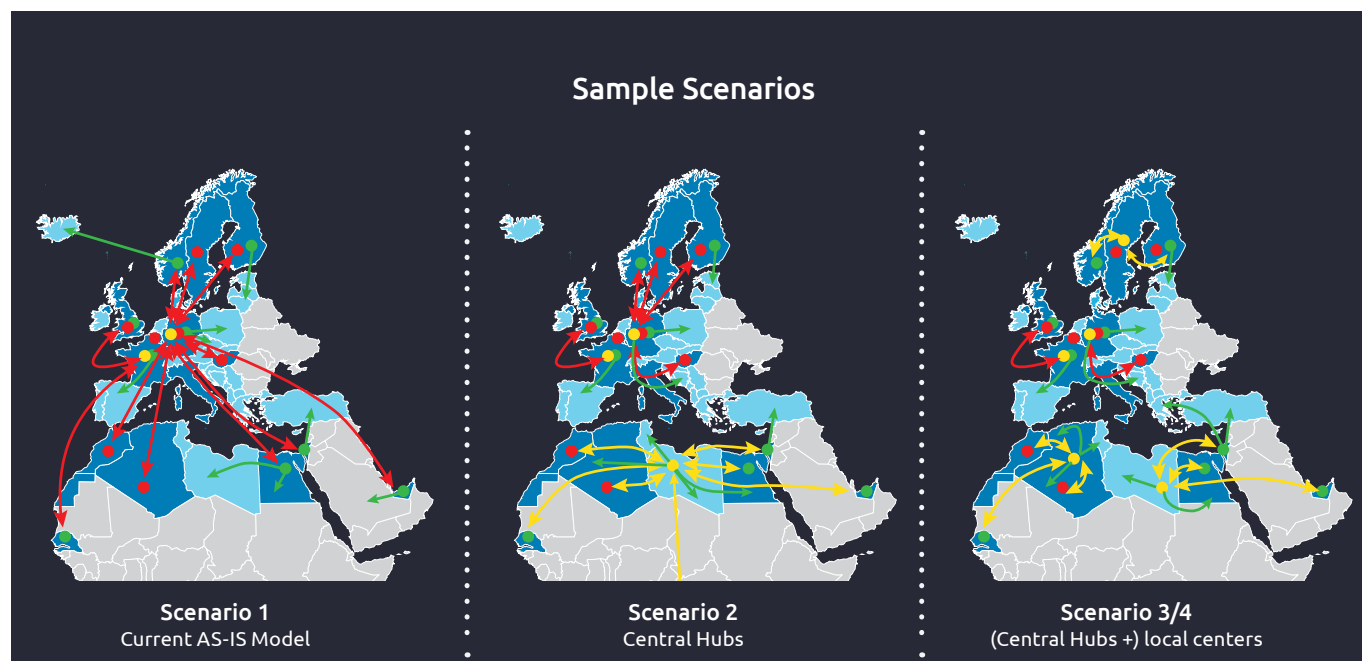 Sample Scenarios
Scenario 1
Current AS-IS Model
Scenario 2
Central Hubs
Scenario 3/4
(Central Hubs +) local centers